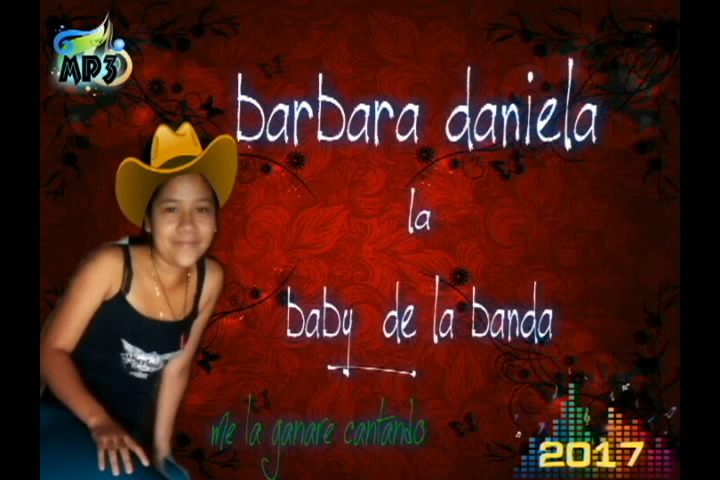 MP3
barbara daniela
la
baby de la banda
me la ganare cantando
2017